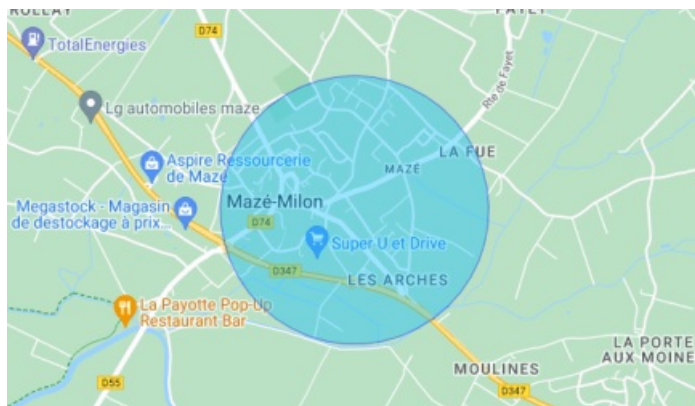 ROLLAY
FAYET
D74
TotalEnergies
Rte de Fayet
Lg automobiles maze
LA FUE
Aspire Ressourcerie
de Mazé
MAZÉ
Megastock - Magasin
de destockage à prix...
Mazé-Milon
D74
Super U et Drive
D347
LES ARCHES
La Payotte Pop-Up
Restaurant Bar
LA PORTE
AUX MOINE
MOULINES
D55
D347